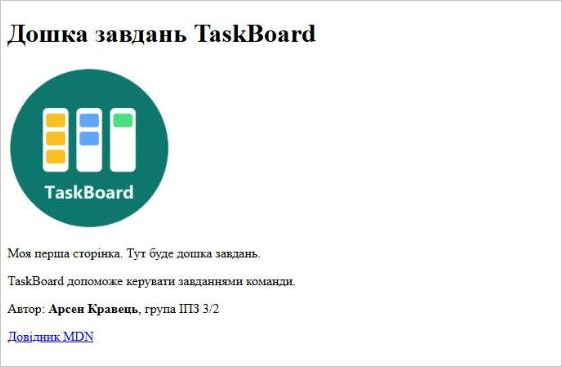 Дошка завдань TaskBoard
TaskBoard
Моя перша сторінка. Тут буде дошка завдань.
TaskBoard допоможе керувати завданнями команди.
Автор: Арсен Кравець, група ІПЗ 3/2
Довідник MDN